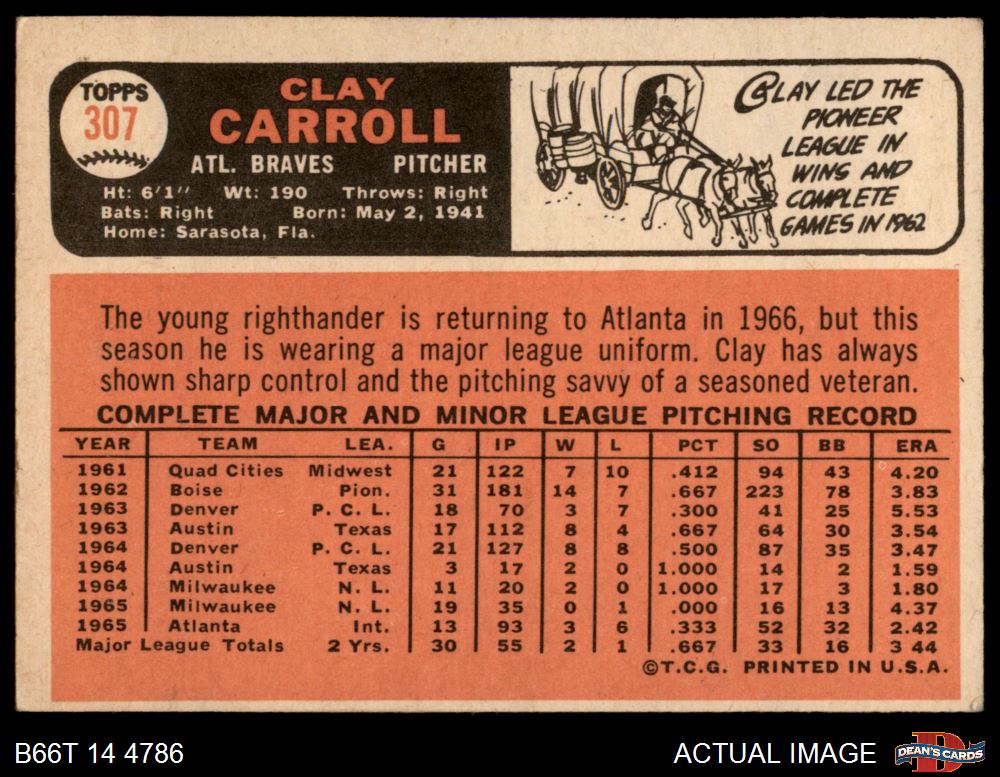 TOPPS
307
CLAY
CARROLL
ATL. BRAVES PITCHER
Ht: 6'1" Wt: 190 Throws: Right
Bats: Right Born: May 2, 1941
Home: Sarasota, Fla.
CLAY LED THE
PIONEER
LEAGUE IN
WINS AND
COMPLETE
GAMES IN 1962
The young righthander is returning to Atlanta in 1966, but this
season he is wearing a major league uniform. Clay has always
shown sharp control and the pitching savvy of a seasoned veteran.
COMPLETE MAJOR AND MINOR LEAGUE PITCHING RECORD
YEAR TEAM LEA. G IP W L PCT SO BB ERA
1961 Quad Cities Midwest 21 122 7 10 .412 94 43 4.20
1962 Boise Pion. 31 181 14 7 .667 223 78 3.83
1963 Denver P. C. L. 18 70 3 7 .300 41 25 5.53
1963 Austin Texas 17 112 8 4 .667 64 30 3.54
1964 Denver P. C. L. 21 127 8 8 .500 87 35 3.47
1964 Austin Texas 3 17 2 0 1.000 14 2 1.59
1964 Milwaukee N. L. 11 20 2 0 1.000 17 3 1.80
1965 Milwaukee N. L. 19 35 0 1 .000 16 13 4.37
1965 Atlanta Int. 13 93 3 6 .333 52 32 2.42
Major League Totals 2 Yrs. 30 55 2 1 .667 33 16 3 44
©T.C.G. PRINTED IN U.S.A.
B66T 14 4786 ACTUAL IMAGE DEAN'S CARDS